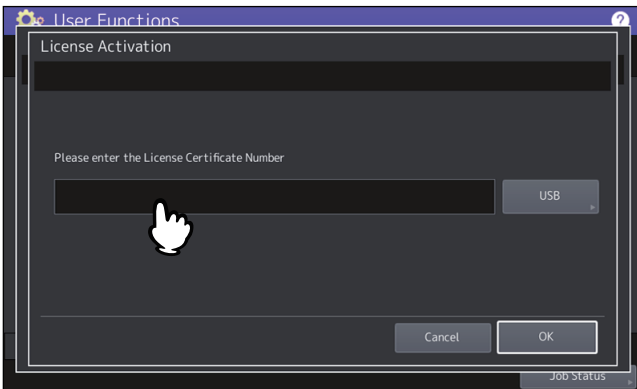 User Functions
?
License Activation
Please enter the License Certificate Number
USB
Cancel
OK
Job Status